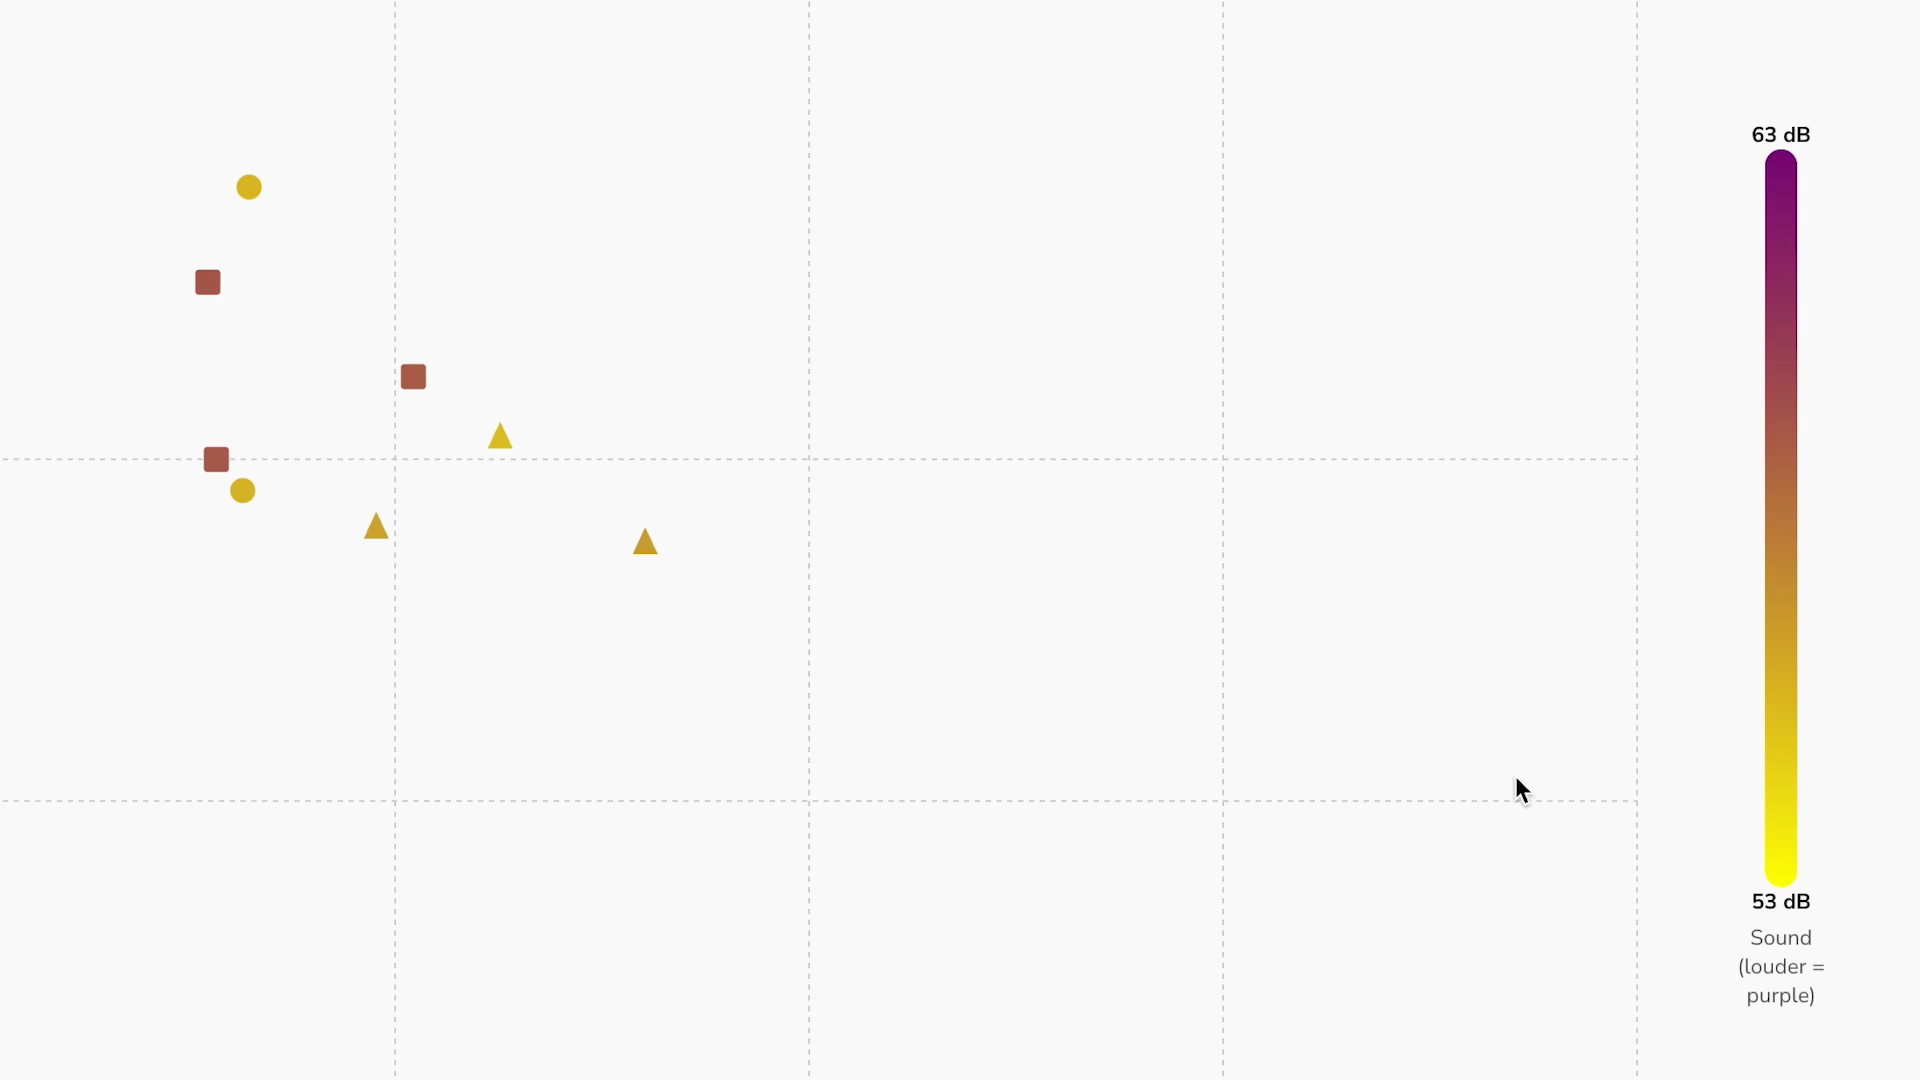 63 dB
53 dB
Sound
(louder =
purple)